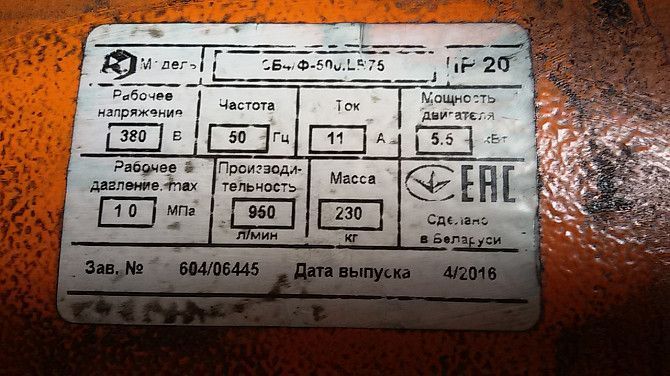 Модель СБ4/Ф-500.LB75 IP 20
Рабочее напряжение 380 В
Частота 50 Гц
Ток 11 А
Мощность двигателя 5.5 кВт
Рабочее давление, max 10 МПа
Производи-
тельность 950 л/мин
Масса 230 кг
EAC
Сделано
в Беларуси
Зав. № 604/06445 Дата выпуска 4/2016